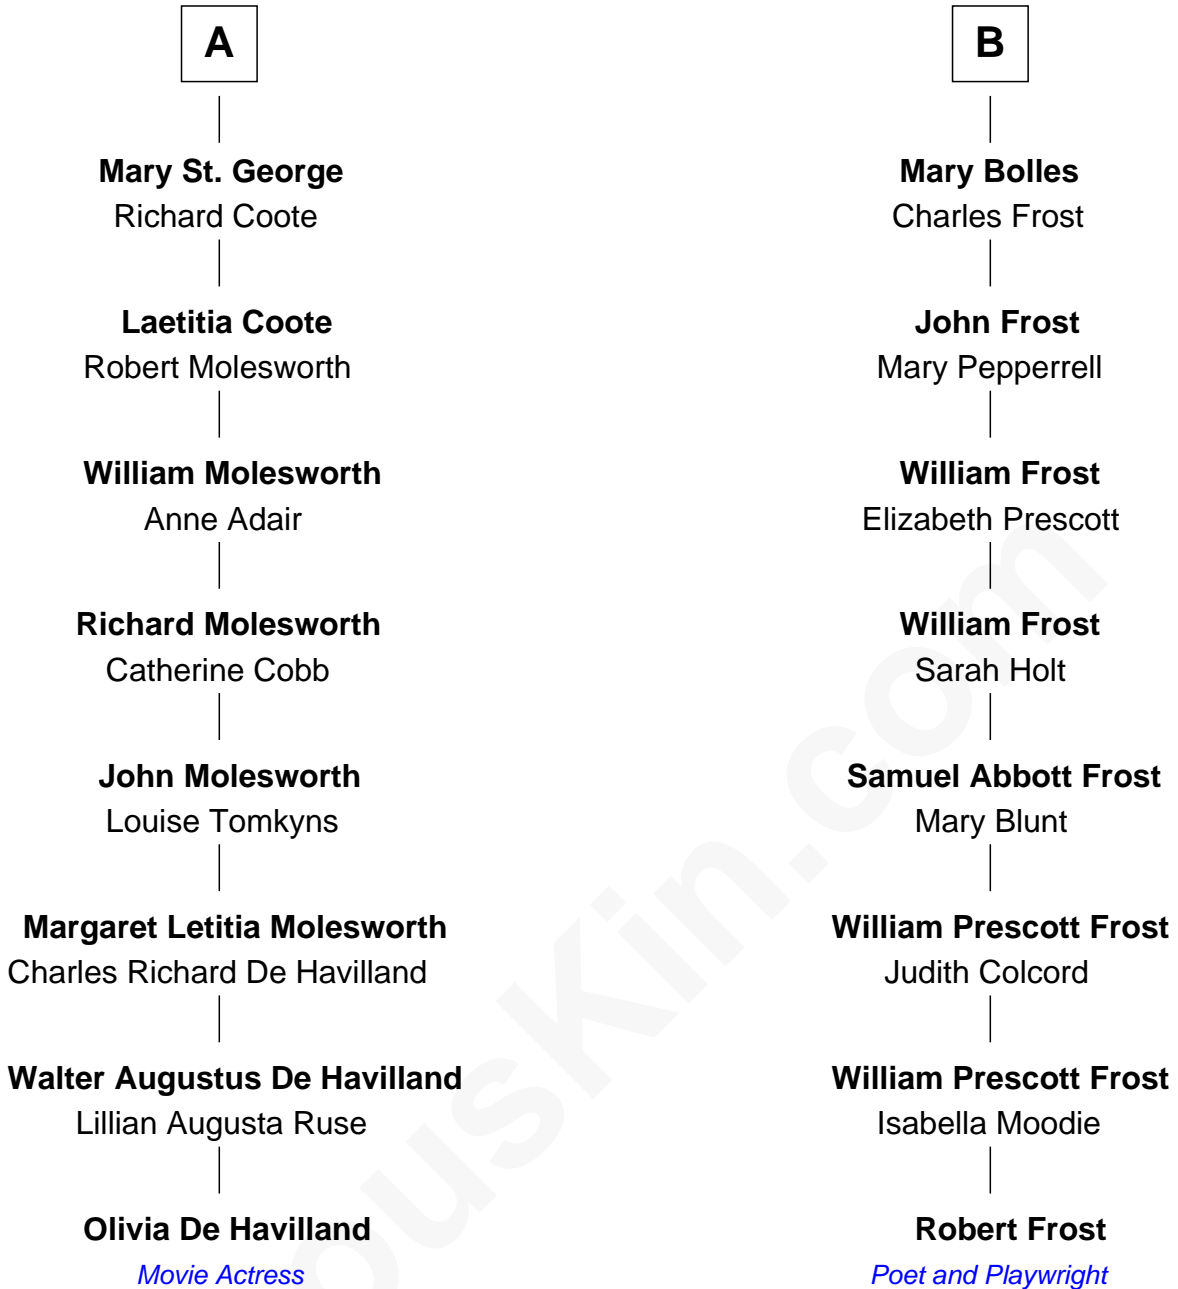 A
Mary St. George
Richard Coote
Laetitia Coote
Robert Molesworth
William Molesworth
Anne Adair
Richard Molesworth
Catherine Cobb
John Molesworth
Louise Tomkyns
Margaret Letitia Molesworth
Charles Richard De Havilland
Walter Augustus De Havilland
Lillian Augusta Ruse
Olivia De Havilland
Movie Actress
B
Mary Bolles
Charles Frost
John Frost
Mary Pepperrell
William Frost
Elizabeth Prescott
William Frost
Sarah Holt
Samuel Abbott Frost
Mary Blunt
William Prescott Frost
Judith Colcord
William Prescott Frost
Isabella Moodie
Robert Frost
Poet and Playwright
ousKin.com